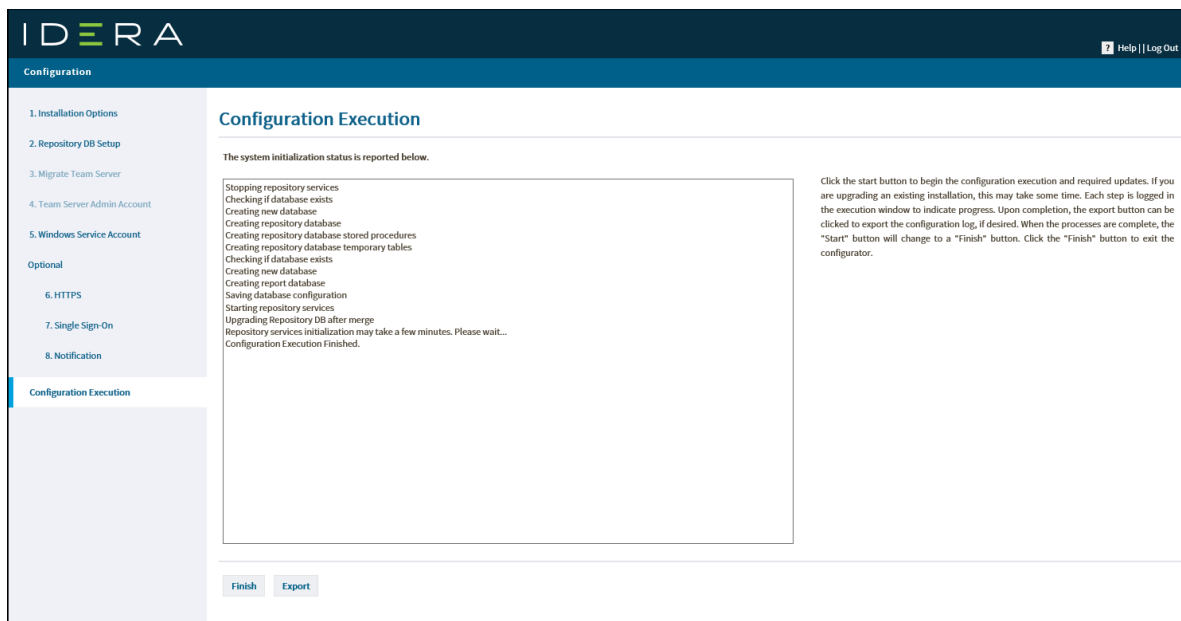 IDERA
? Help | | Log Out
Configuration
1. Installation Options
2. Repository DB Setup
3. Migrate Team Server
4. Team Server Admin Account
5. Windows Service Account
Optional
6. HTTPS
7. Single Sign-On
8. Notification
Configuration Execution
Configuration Execution
The system initialization status is reported below.
Stopping repository services
Checking if database exists
Creating new database
Creating repository database
Creating repository database stored procedures
Creating repository database temporary tables
Checking if database exists
Creating new database
Creating report database
Saving database configuration
Starting repository services
Upgrading Repository DB after merge
Repository services initialization may take a few minutes. Please wait...
Configuration Execution Finished.
Click the start button to begin the configuration execution and required updates. If you
are upgrading an existing installation, this may take some time. Each step is logged in
the execution window to indicate progress. Upon completion, the export button can be
clicked to export the configuration log, if desired. When the processes are complete, the
"Start" button will change to a "Finish" button. Click the "Finish" button to exit the
configurator.
Finish
Export